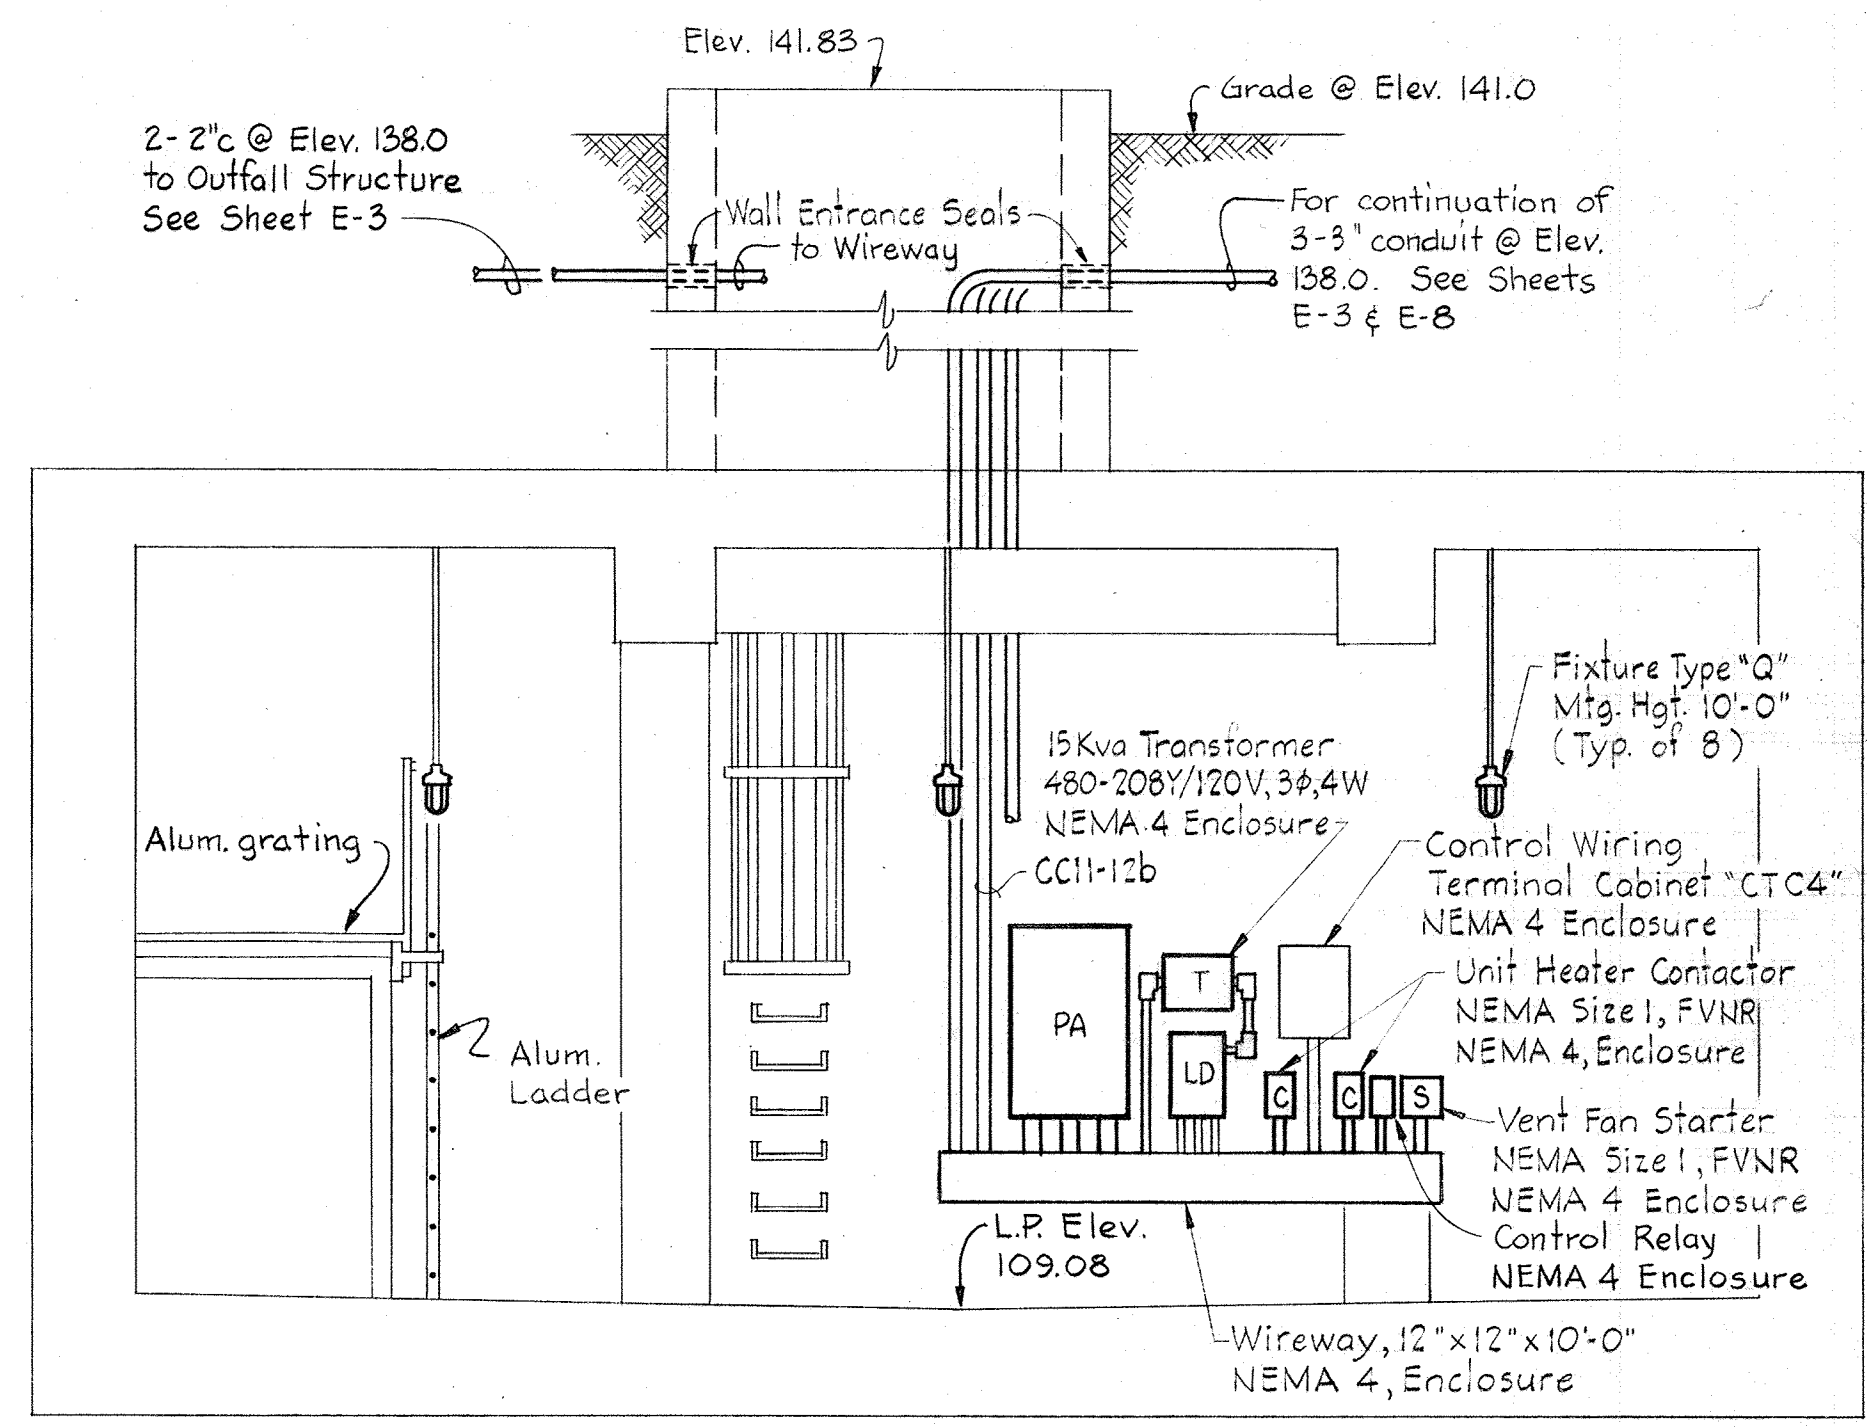 Elev. 141.83
Grade @ Elev. 141.0
2-2"c @ Elev. 138.0
to Outfall Structure
See Sheet E-3
Wall Entrance Seals
to Wireway
For continuation of
3-3" conduit @ Elev.
138.0. See Sheets
E-3 & E-8
Fixture Type "Q"
Mtg. Hgt. 10'-0"
(Typ. of 8)
15Kva Transformer
480-208Y/120V, 3φ, 4W
NEMA 4 Enclosure
CC11-12b
Alum. grating
Control Wiring
Terminal Cabinet "CTC4"
NEMA 4 Enclosure
Unit Heater Contactor
NEMA Size 1, FVNR
NEMA 4, Enclosure
PA
T
LD
C
C
S
Alum.
Ladder
Vent Fan Starter
NEMA Size 1, FVNR
NEMA 4 Enclosure
Control Relay
NEMA 4 Enclosure
L.P. Elev.
109.08
Wireway, 12"x12"x10'-0"
NEMA 4, Enclosure